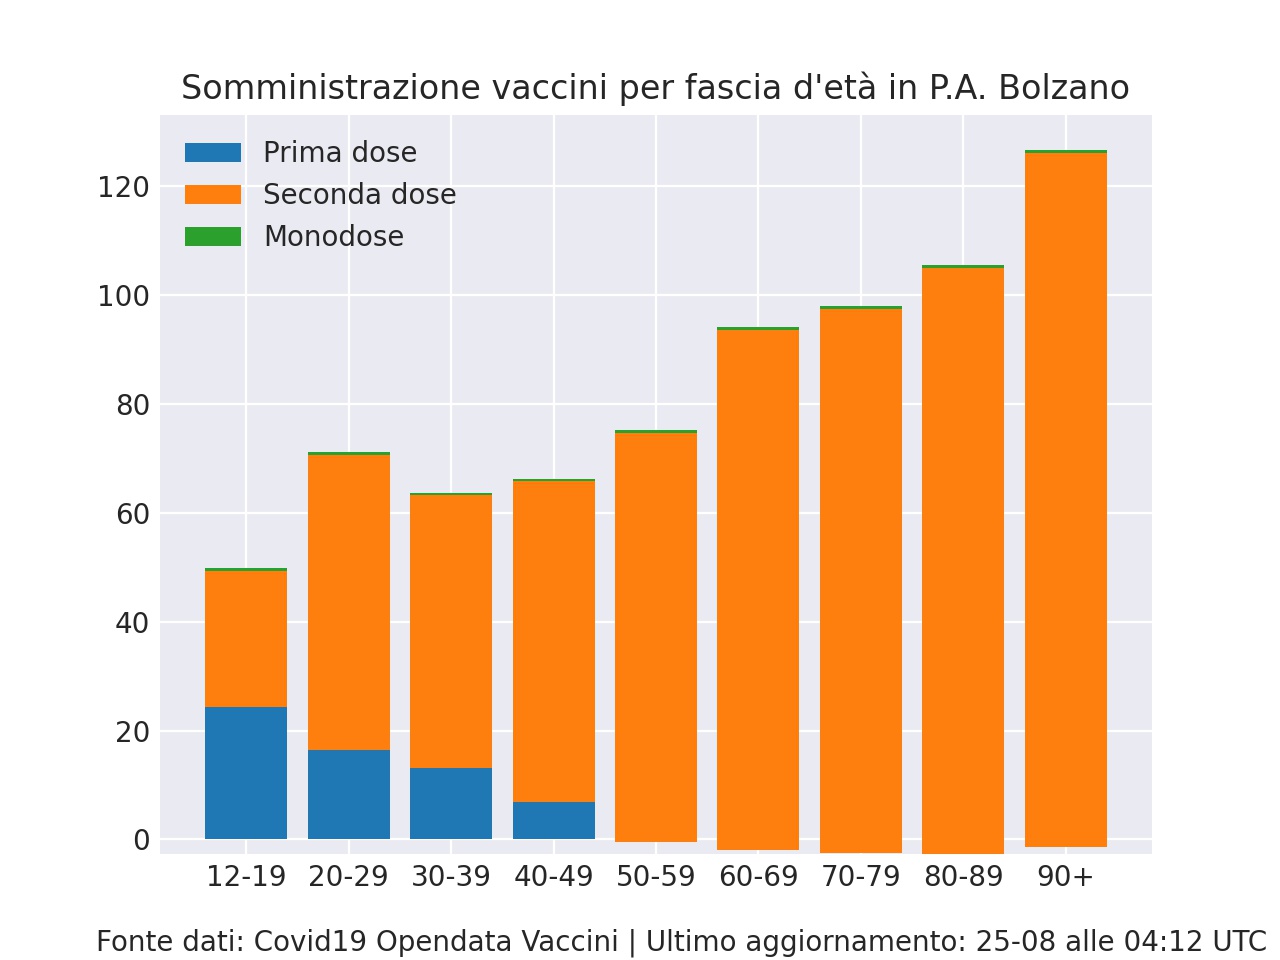 Somministrazione vaccini per fascia d'età in P.A. Bolzano
Prima dose
Seconda dose
Monodose
120
100
80
60
40
20
0
12-19 20-29 30-39 40-49 50-59 60-69 70-79 80-89 90+
Fonte dati: Covid19 Opendata Vaccini | Ultimo aggiornamento: 25-08 alle 04:12 UTC